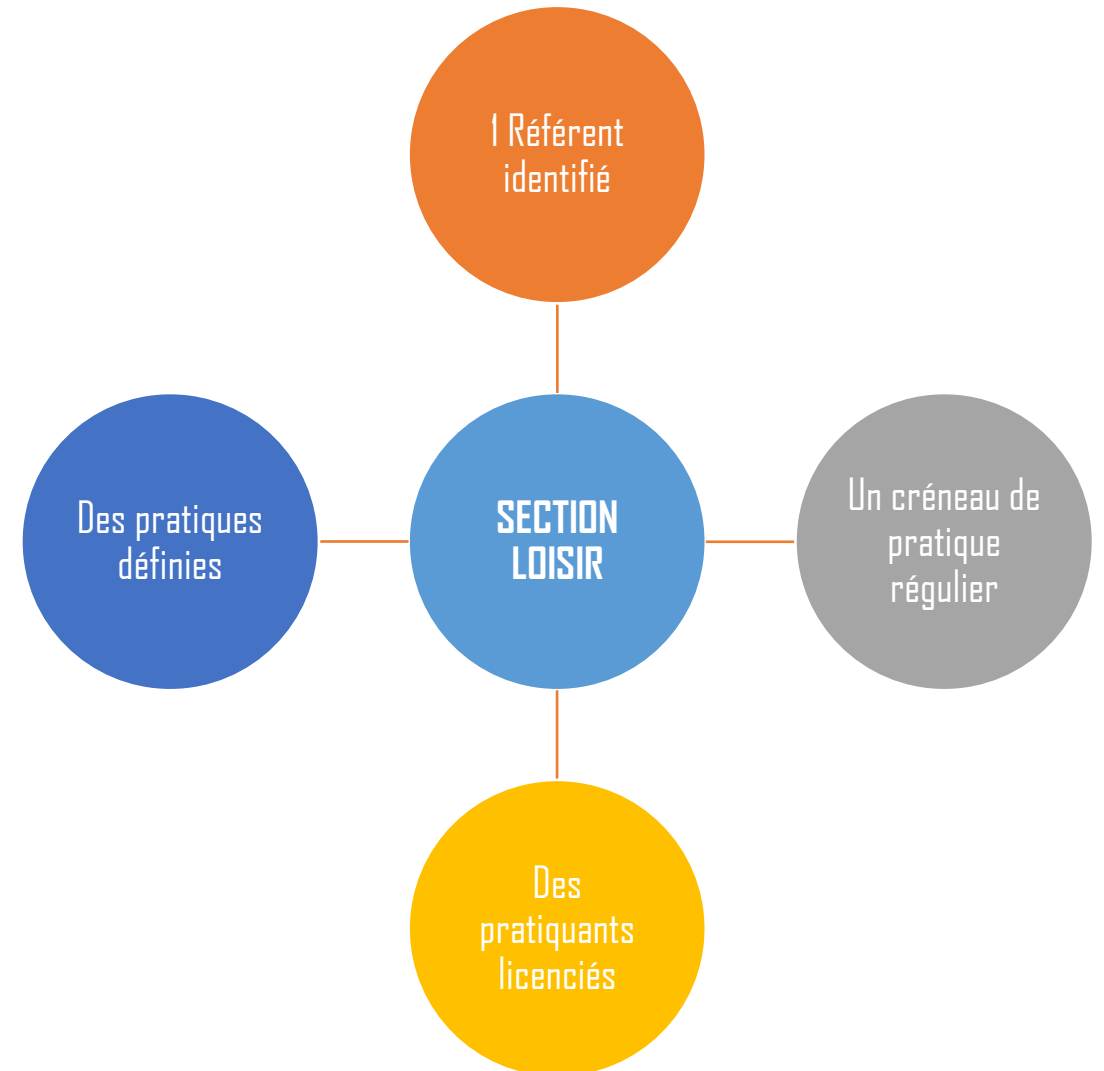 1 Référent
identifié
Des pratiques
définies
SECTION
LOISIR
Un créneau de
pratique
régulier
Des
pratiquants
licenciés